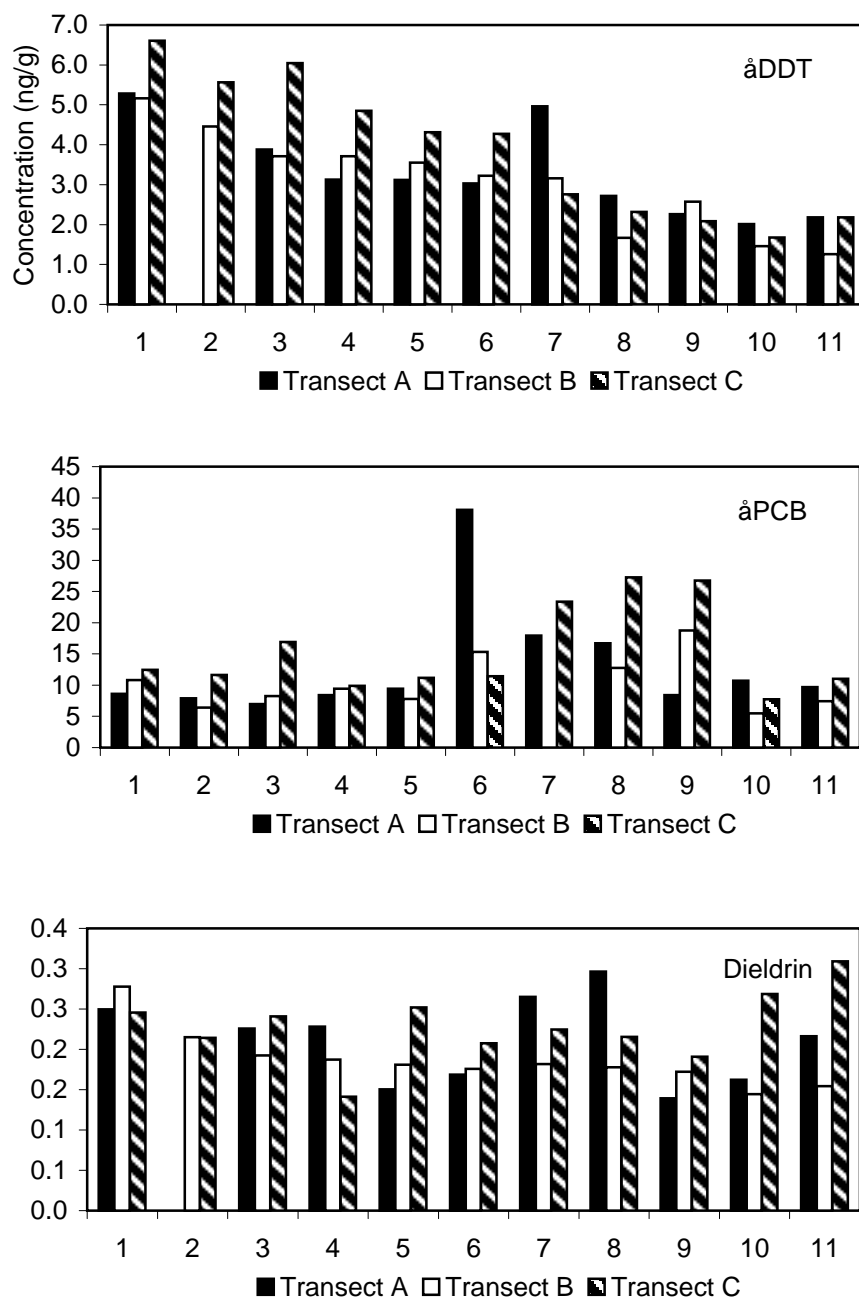 Concentration (ng/g)
7.0
6.0
5.0
4.0
3.0
2.0
1.0
0.0
åDDT
1 2 3 4 5 6 7 8 9 10 11
Transect A Transect B Transect C
45
40
35
30
25
20
15
10
5
0
åPCB
1 2 3 4 5 6 7 8 9 10 11
Transect A Transect B Transect C
0.4
0.3
0.3
0.2
0.2
0.1
0.1
0.0
Dieldrin
1 2 3 4 5 6 7 8 9 10 11
Transect A Transect B Transect C